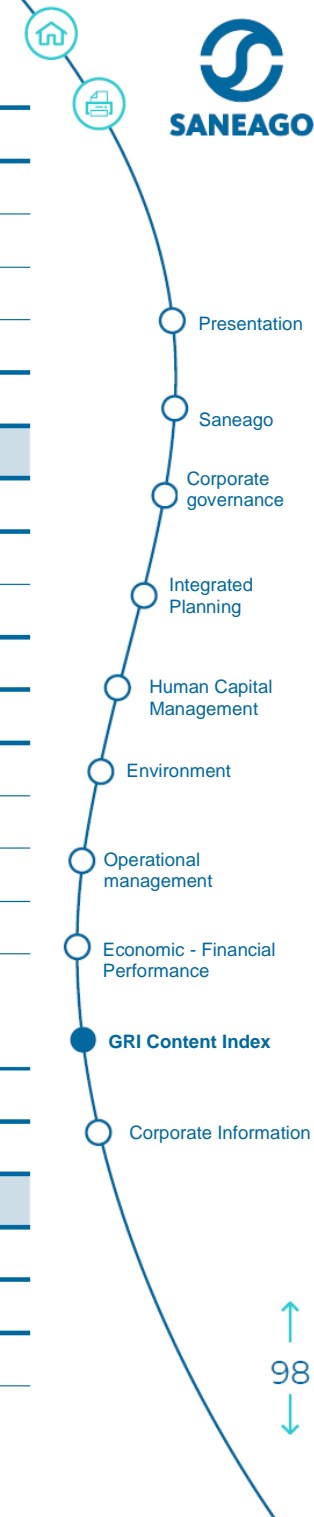 SANEAGO
Presentation
Saneago
Corporate
governance
Integrated
Planning
Human Capital
Management
Environment
Operational
management
Economic - Financial
Performance
GRI Content Index
Corporate Information
98